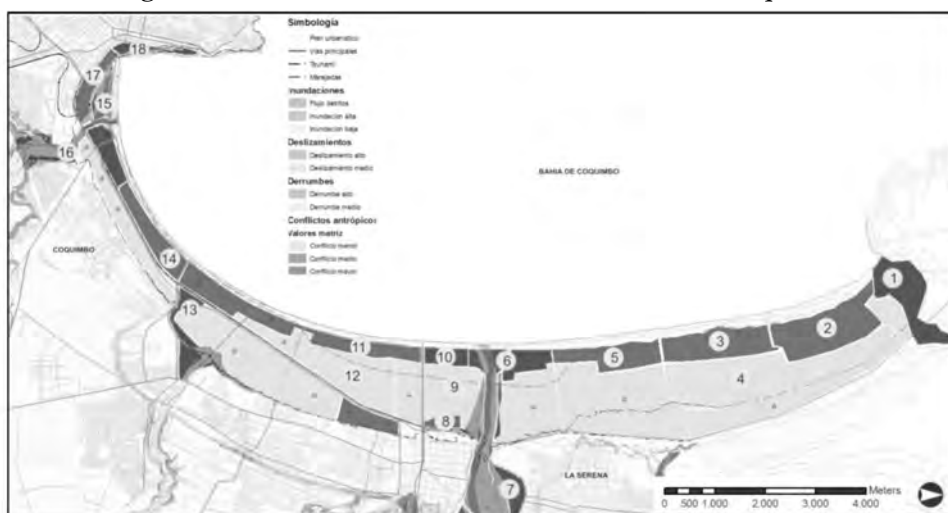 Simbología
Plan urbanístico
Vías principales
Tsunami
Marejadas
Inundaciones
Flujo detritos
Inundación alta
Inundación baja
Deslizamientos
Deslizamiento alto
Deslizamiento medio
Derrumbes
Derrumbe alto
Derrumbe medio
Conflictos antrópicos
Valores matriz
Conflicto menor
Conflicto medio
Conflicto mayor
BAHIA DE COQUIMBO
COQUIMBO
LA SERENA
18
17
15
16
14
13
11
12
10
9
8
6
7
5
3
2
4
1
Meters
0 500 1.000 2.000 3.000 4.000